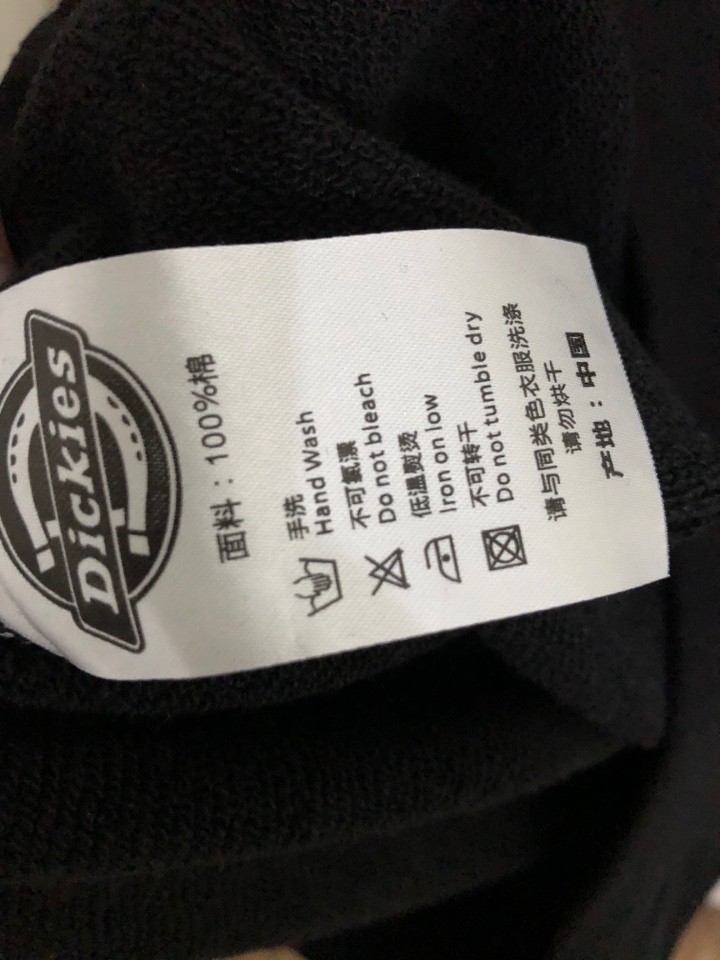 Dickies
面料：100%棉
手洗
Hand Wash
不可氯漂
Do not bleach
低温熨烫
Iron on low
不可转干
Do not tumble dry
请与同类色衣服洗涤
请勿烘干
产地：中国